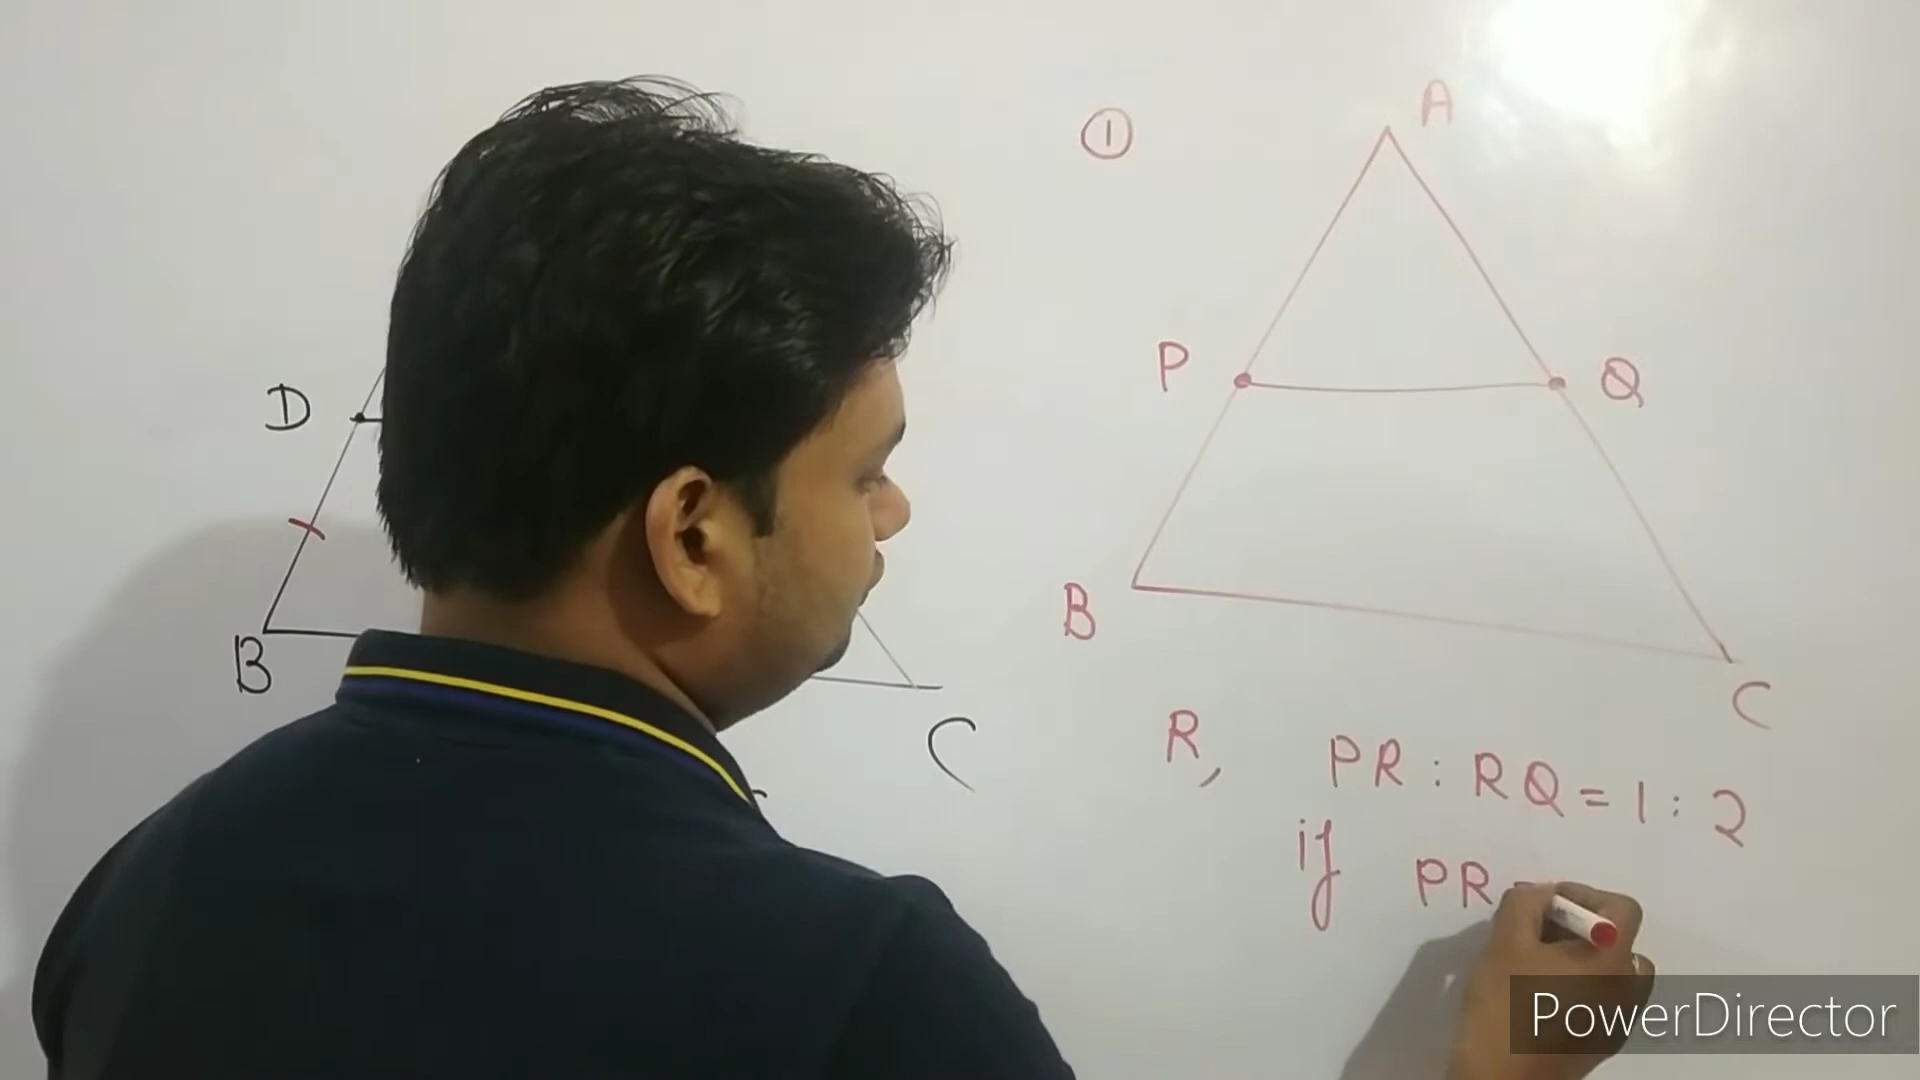 ①
A
P
Q
B
C
D
B
C
R, PR : RQ = 1 : 2
if PR =
PowerDirector